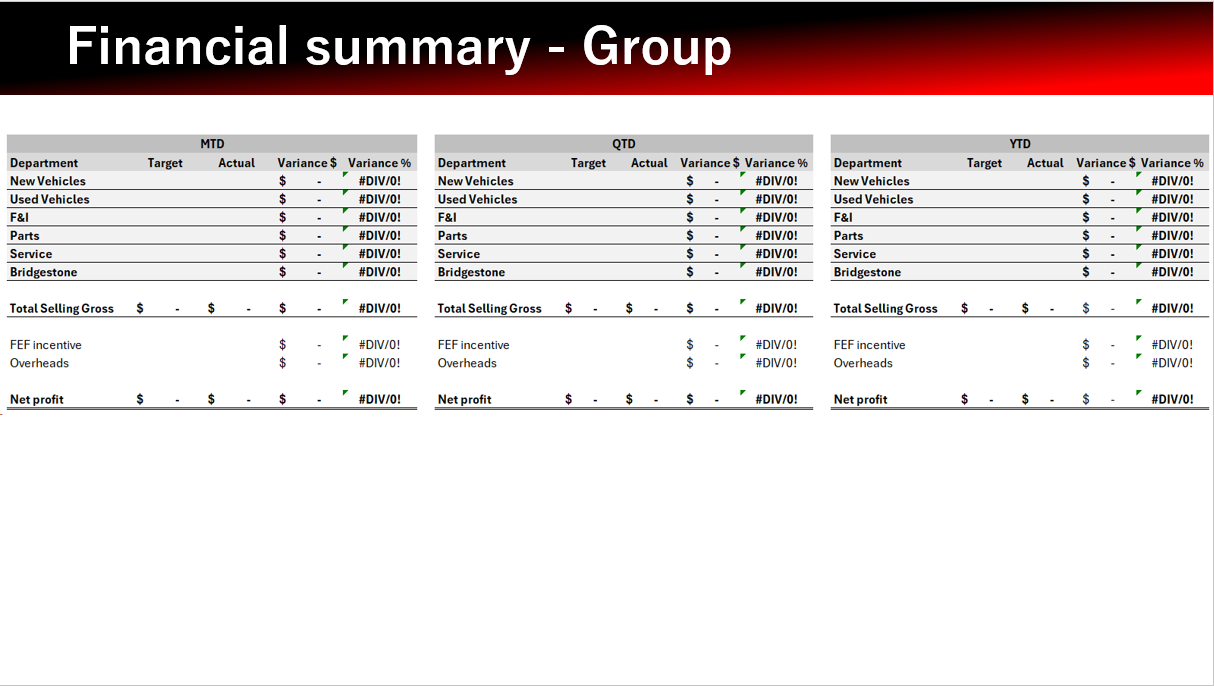 Financial summary - Group
MTD QTD YTD
Department Target Actual Variance $ Variance % Department Target Actual Variance $ Variance % Department Target Actual Variance $ Variance %
New Vehicles $ - #DIV/0! New Vehicles $ - #DIV/0! New Vehicles $ - #DIV/0!
Used Vehicles $ - #DIV/0! Used Vehicles $ - #DIV/0! Used Vehicles $ - #DIV/0!
F&I $ - #DIV/0! F&I $ - #DIV/0! F&I $ - #DIV/0!
Parts $ - #DIV/0! Parts $ - #DIV/0! Parts $ - #DIV/0!
Service $ - #DIV/0! Service $ - #DIV/0! Service $ - #DIV/0!
Bridgestone $ - #DIV/0! Bridgestone $ - #DIV/0! Bridgestone $ - #DIV/0!
Total Selling Gross $ - $ - $ - #DIV/0! Total Selling Gross $ - $ - $ - #DIV/0! Total Selling Gross $ - $ - $ - #DIV/0!
FEF incentive $ - #DIV/0! FEF incentive $ - #DIV/0! FEF incentive $ - #DIV/0!
Overheads $ - #DIV/0! Overheads $ - #DIV/0! Overheads $ - #DIV/0!
Net profit $ - $ - $ - #DIV/0! Net profit $ - $ - $ - #DIV/0! Net profit $ - $ - $ - #DIV/0!